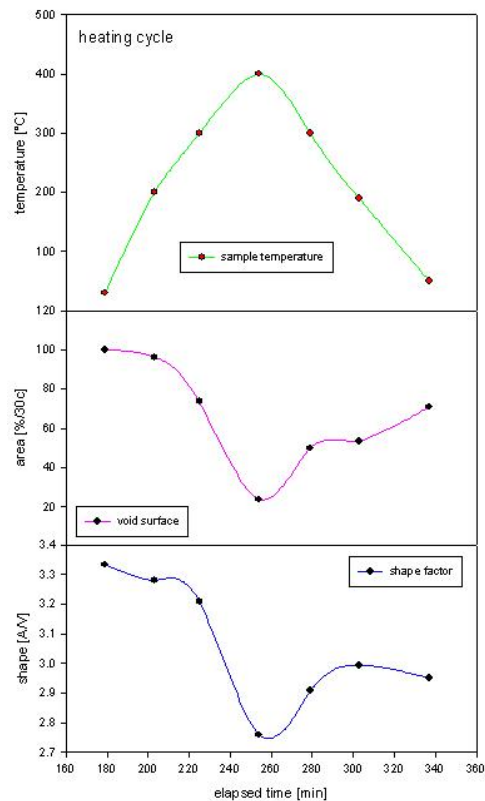 heating cycle
500
400
300
200
100
temperature [°C]
sample temperature
120
100
80
60
40
20
area [%/30c]
void surface
3.4
3.3
3.2
3.1
3.0
2.9
2.8
2.7
shape [A/V]
shape factor
160 180 200 220 240 260 280 300 320 340 360
elapsed time [min]